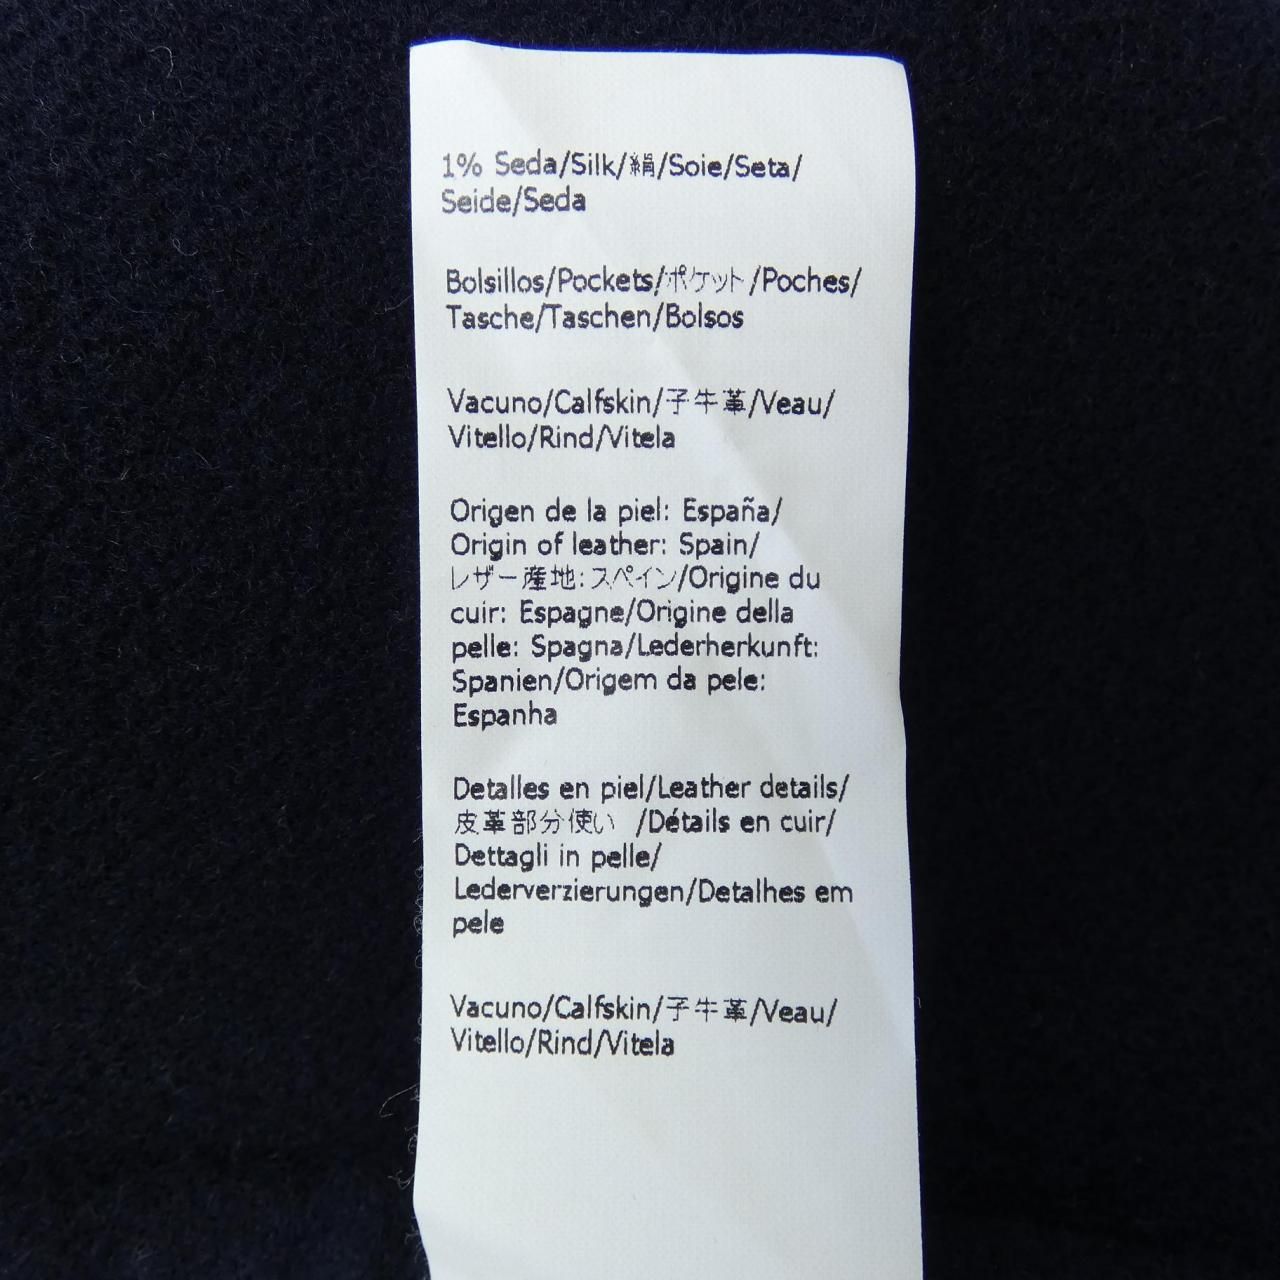 1% Seda/Silk/絹/Soie/Seta/
Seide/Seda
Bolsillos/Pockets/ポケット/Poches/
Tasche/Taschen/Bolsos
Vacuno/Calfskin/子牛革/Veau/
Vitello/Rind/Vitela
Origen de la piel: España/
Origin of leather: Spain/
レザー産地:スペイン/Origine du
cuir: Espagne/Origine della
pelle: Spagna/Lederherkunft:
Spanien/Origem da pele:
Espanha
Detalles en piel/Leather details/
皮革部分使い /Détails en cuir/
Dettagli in pelle/
Lederverzierungen/Detalhes em
pele
Vacuno/Calfskin/子牛革/Veau/
Vitello/Rind/Vitela